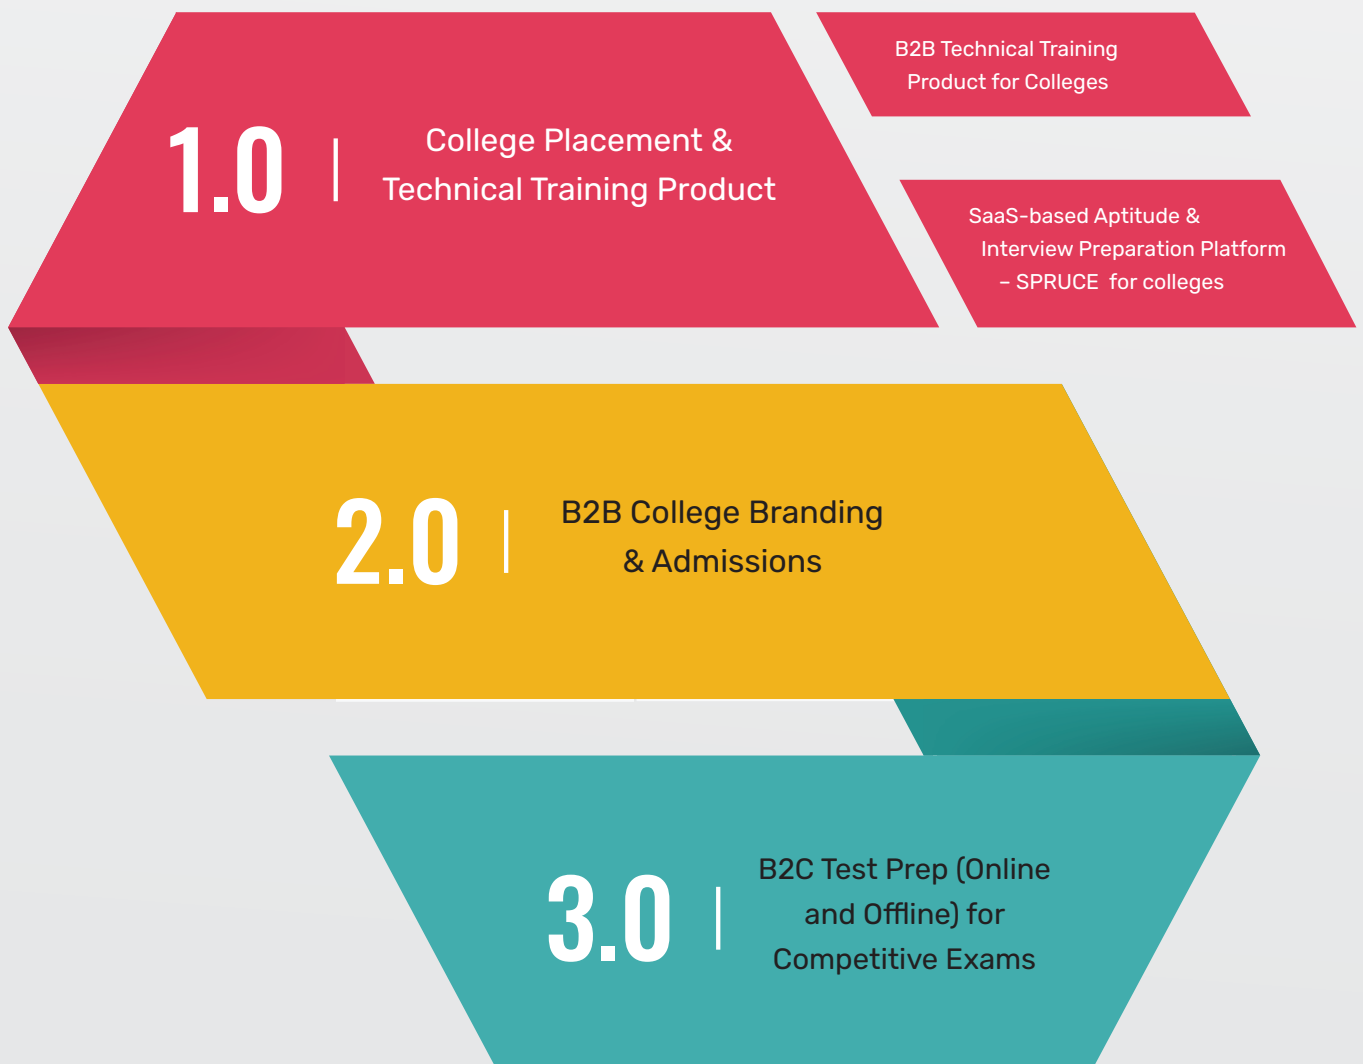 1.0
College Placement &
Technical Training Product
B2B Technical Training
Product for Colleges
SaaS-based Aptitude &
Interview Preparation Platform
– SPRUCE for colleges
2.0
B2B College Branding
& Admissions
3.0
B2C Test Prep (Online
and Offline) for
Competitive Exams